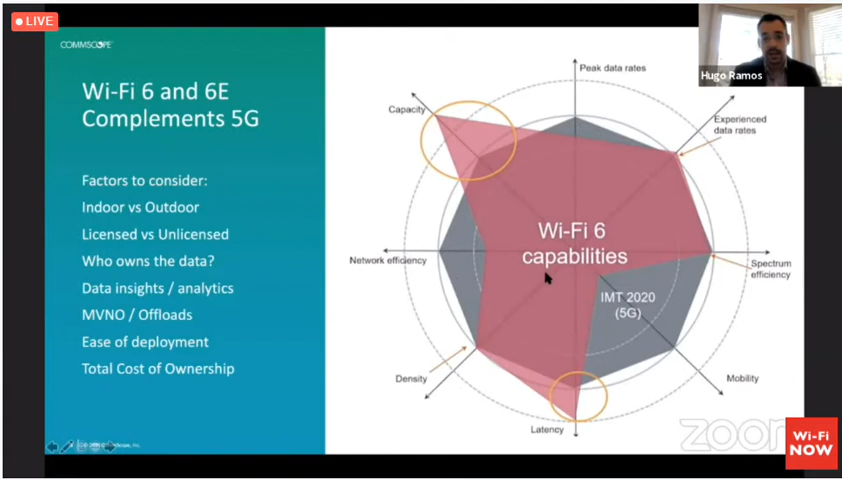 LIVE
COMMSCOPE
Hugo Ramos
Wi-Fi 6 and 6E
Complements 5G
Factors to consider:
Indoor vs Outdoor
Licensed vs Unlicensed
Who owns the data?
Data insights / analytics
MVNO / Offloads
Ease of deployment
Total Cost of Ownership
Peak data rates
Capacity
Experienced
data rates
Wi-Fi 6
capabilities
Network efficiency
Spectrum
efficiency
IMT 2020
(5G)
Density
Mobility
Latency
zoom
Wi-Fi
NOW